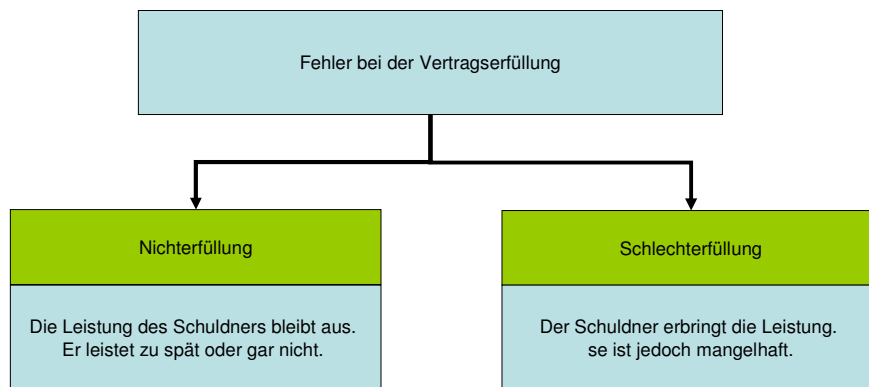 Fehler bei der Vertragserfüllung
Nichterfüllung
Die Leistung des Schuldners bleibt aus.
Er leistet zu spät oder gar nicht.
Schlechterfüllung
Der Schuldner erbringt die Leistung.
se ist jedoch mangelhaft.